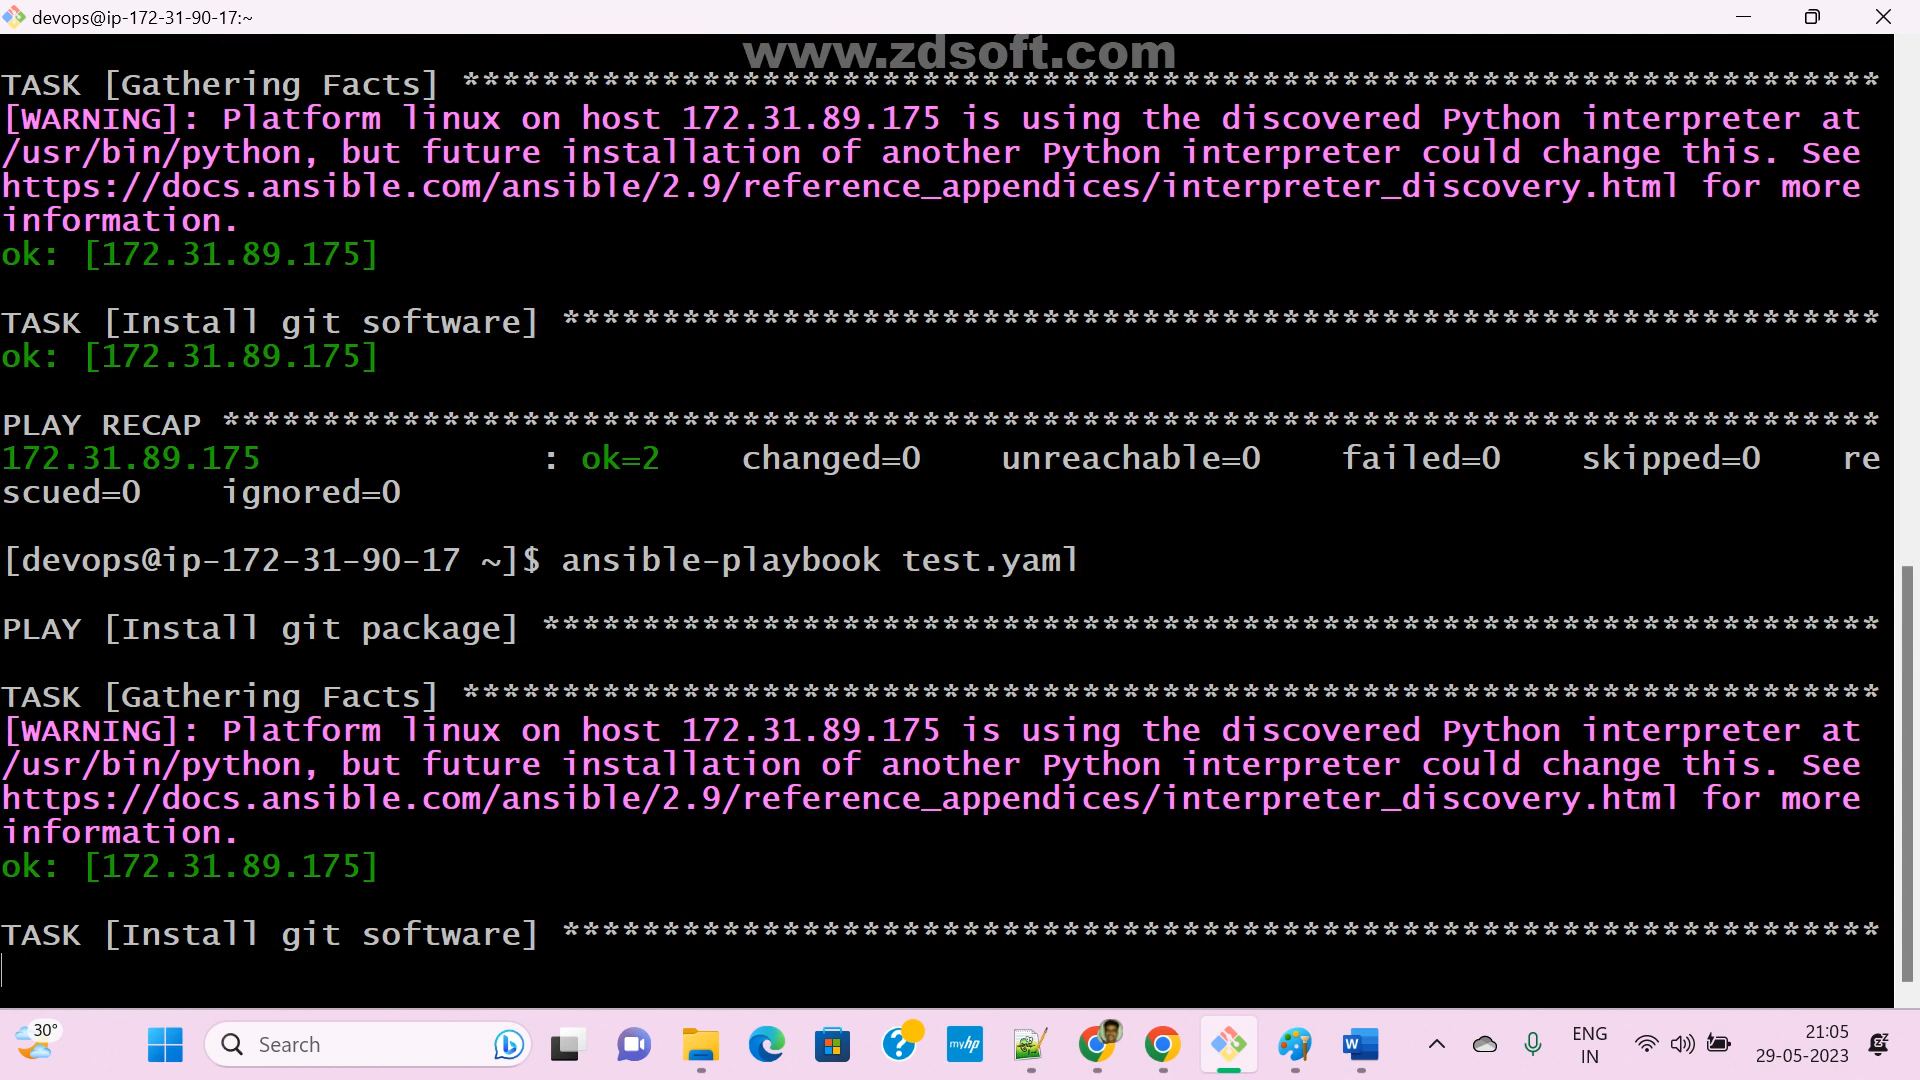 devops@ip-172-31-90-17:~
www.zdsoft.com
TASK [Gathering Facts] ***********************************************************************
[WARNING]: Platform linux on host 172.31.89.175 is using the discovered Python interpreter at
/usr/bin/python, but future installation of another Python interpreter could change this. See
https://docs.ansible.com/ansible/2.9/reference_appendices/interpreter_discovery.html for more
information.
ok: [172.31.89.175]
TASK [Install git software] ******************************************************************
ok: [172.31.89.175]
PLAY RECAP ***********************************************************************************
172.31.89.175              : ok=2    changed=0    unreachable=0    failed=0    skipped=0    re
scued=0    ignored=0
[devops@ip-172-31-90-17 ~]$ ansible-playbook test.yaml
PLAY [Install git package] *******************************************************************
TASK [Gathering Facts] ***********************************************************************
[WARNING]: Platform linux on host 172.31.89.175 is using the discovered Python interpreter at
/usr/bin/python, but future installation of another Python interpreter could change this. See
https://docs.ansible.com/ansible/2.9/reference_appendices/interpreter_discovery.html for more
information.
ok: [172.31.89.175]
TASK [Install git software] ******************************************************************
30°
Search
myhp
W
ENG
IN
21:05
29-05-2023